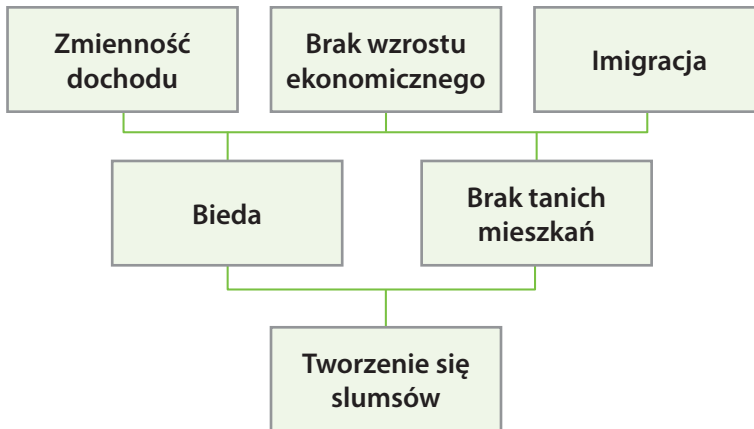 Zmienność
dochodu
Brak wzrostu
ekonomicznego
Imigracja
Bieda
Brak tanich
mieszkań
Tworzenie się
slumsów